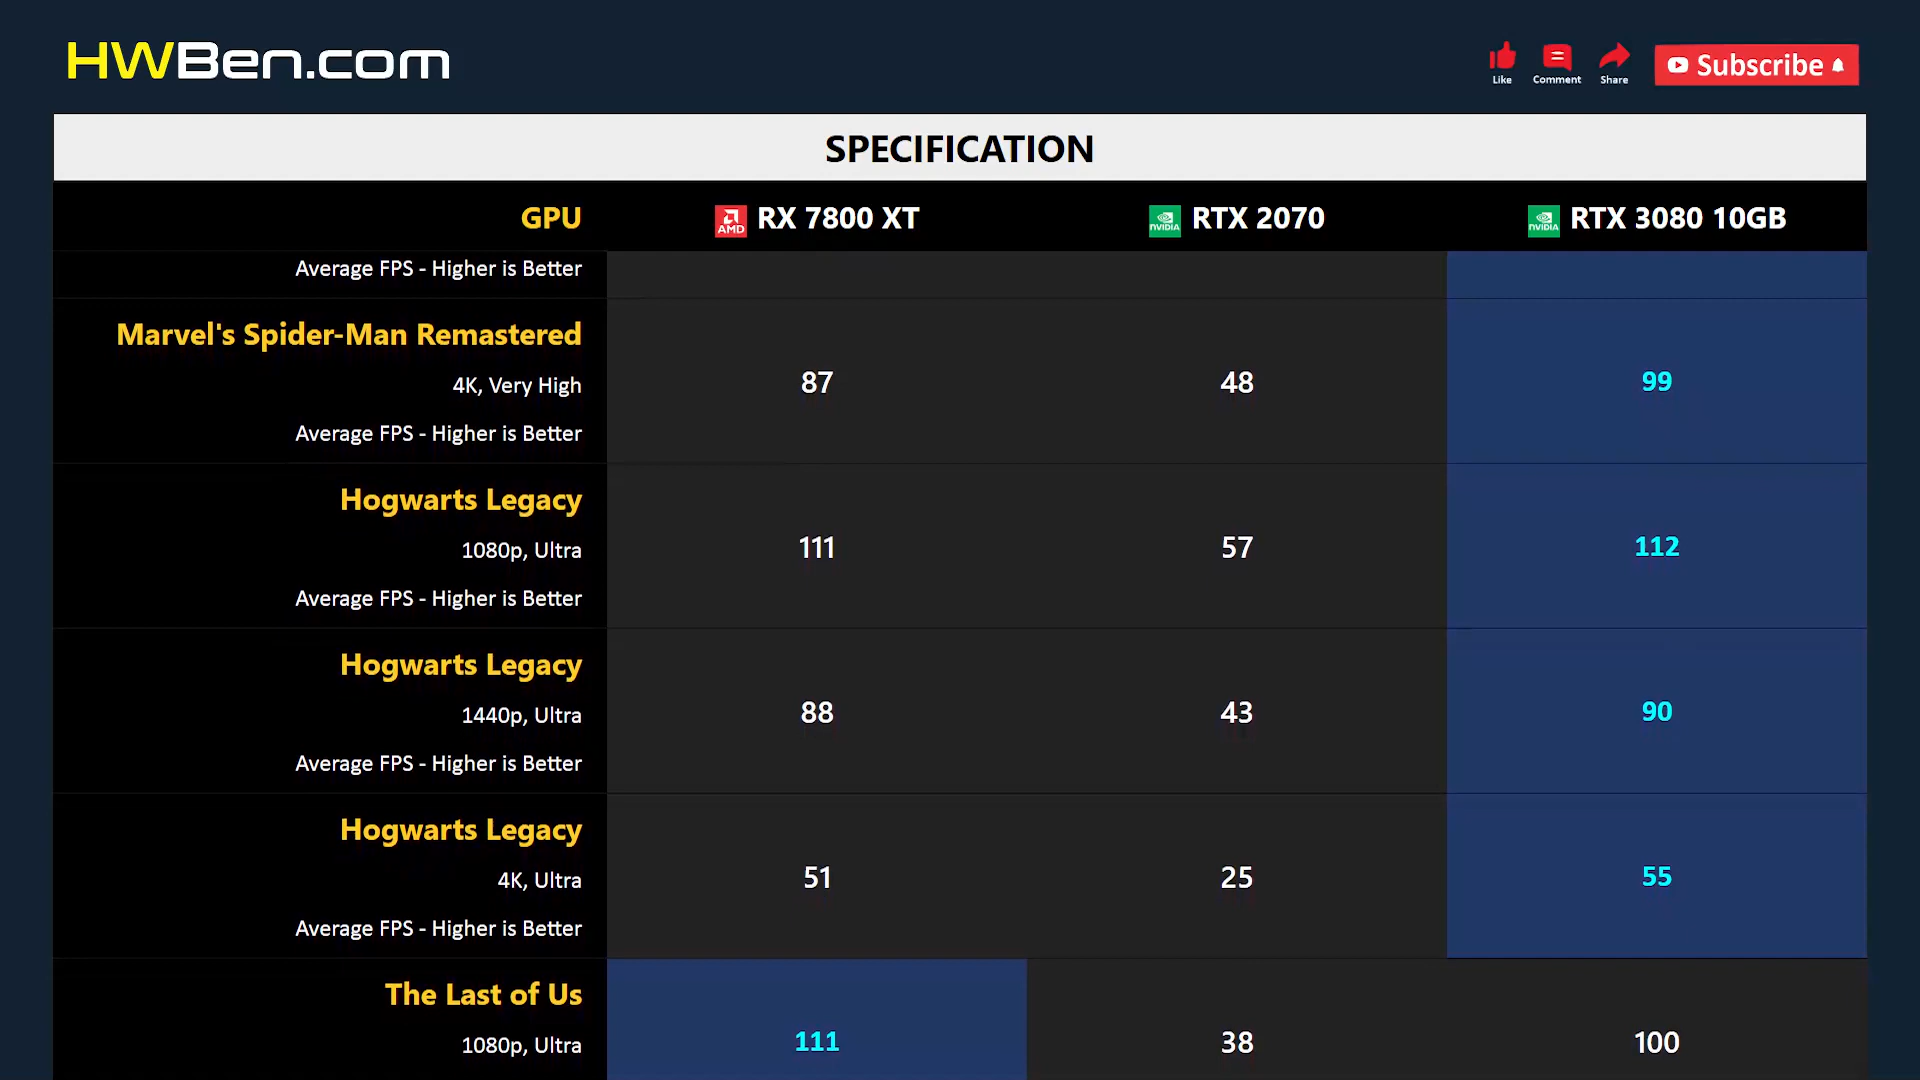 HWBen.com
Like
Comment
Share
Subscribe
SPECIFICATION
GPU
AMD RX 7800 XT
NVIDIA RTX 2070
NVIDIA RTX 3080 10GB
Average FPS - Higher is Better
Marvel's Spider-Man Remastered
4K, Very High
Average FPS - Higher is Better
87
48
99
Hogwarts Legacy
1080p, Ultra
Average FPS - Higher is Better
111
57
112
Hogwarts Legacy
1440p, Ultra
Average FPS - Higher is Better
88
43
90
Hogwarts Legacy
4K, Ultra
Average FPS - Higher is Better
51
25
55
The Last of Us
1080p, Ultra
111
38
100